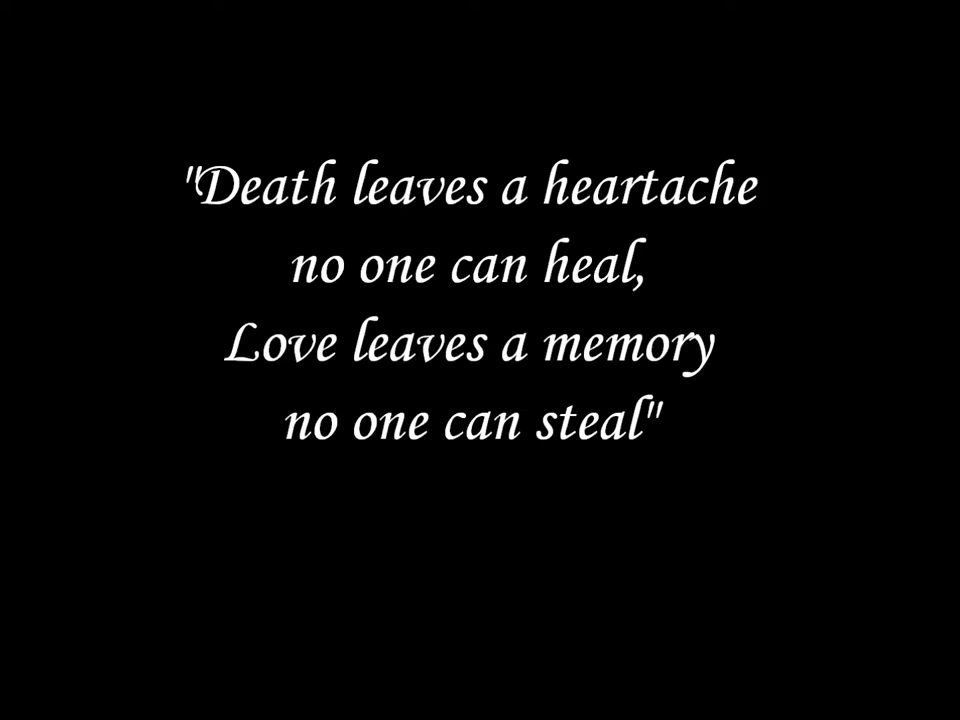 "Death leaves a heartache
no one can heal,
Love leaves a memory
no one can steal"